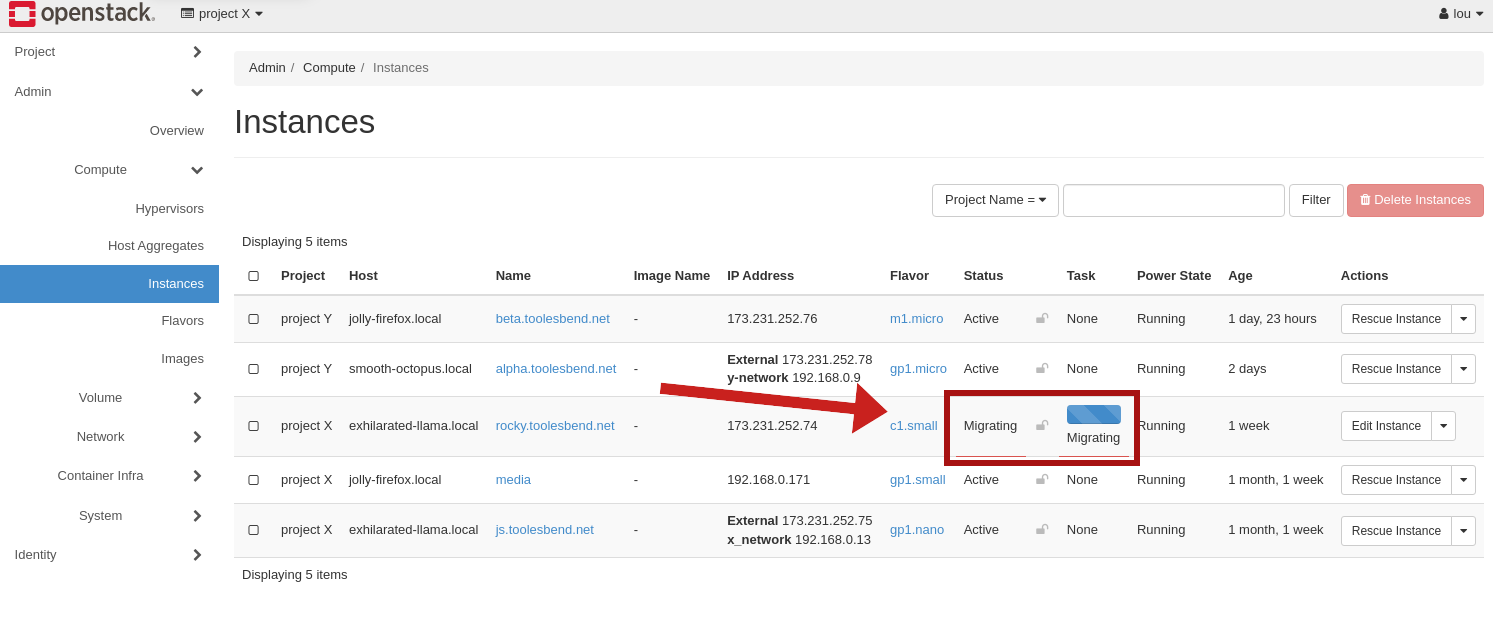 openstack. project X lou
Project
Admin
Overview
Compute
Hypervisors
Host Aggregates
Instances
Flavors
Images
Volume
Network
Container Infra
System
Identity
Admin / Compute / Instances
Instances
Project Name = Filter Delete Instances
Displaying 5 items
Project Host Name Image Name IP Address Flavor Status Task Power State Age Actions
project Y jolly-firefox.local beta.toolesbend.net - 173.231.252.76 m1.micro Active None Running 1 day, 23 hours Rescue Instance
External 173.231.252.78
project Y smooth-octopus.local alpha.toolesbend.net - gp1.micro Active None Running 2 days Rescue Instance
y-network 192.168.0.9
project X exhilarated-llama.local rocky.toolesbend.net - 173.231.252.74 c1.small Migrating Running 1 week Edit Instance
Migrating
project X jolly-firefox.local media - 192.168.0.171 gp1.small Active None Running 1 month, 1 week Rescue Instance
External 173.231.252.75
project X exhilarated-llama.local js.toolesbend.net - gp1.nano Active None Running 1 month, 1 week Rescue Instance
x_network 192.168.0.13
Displaying 5 items